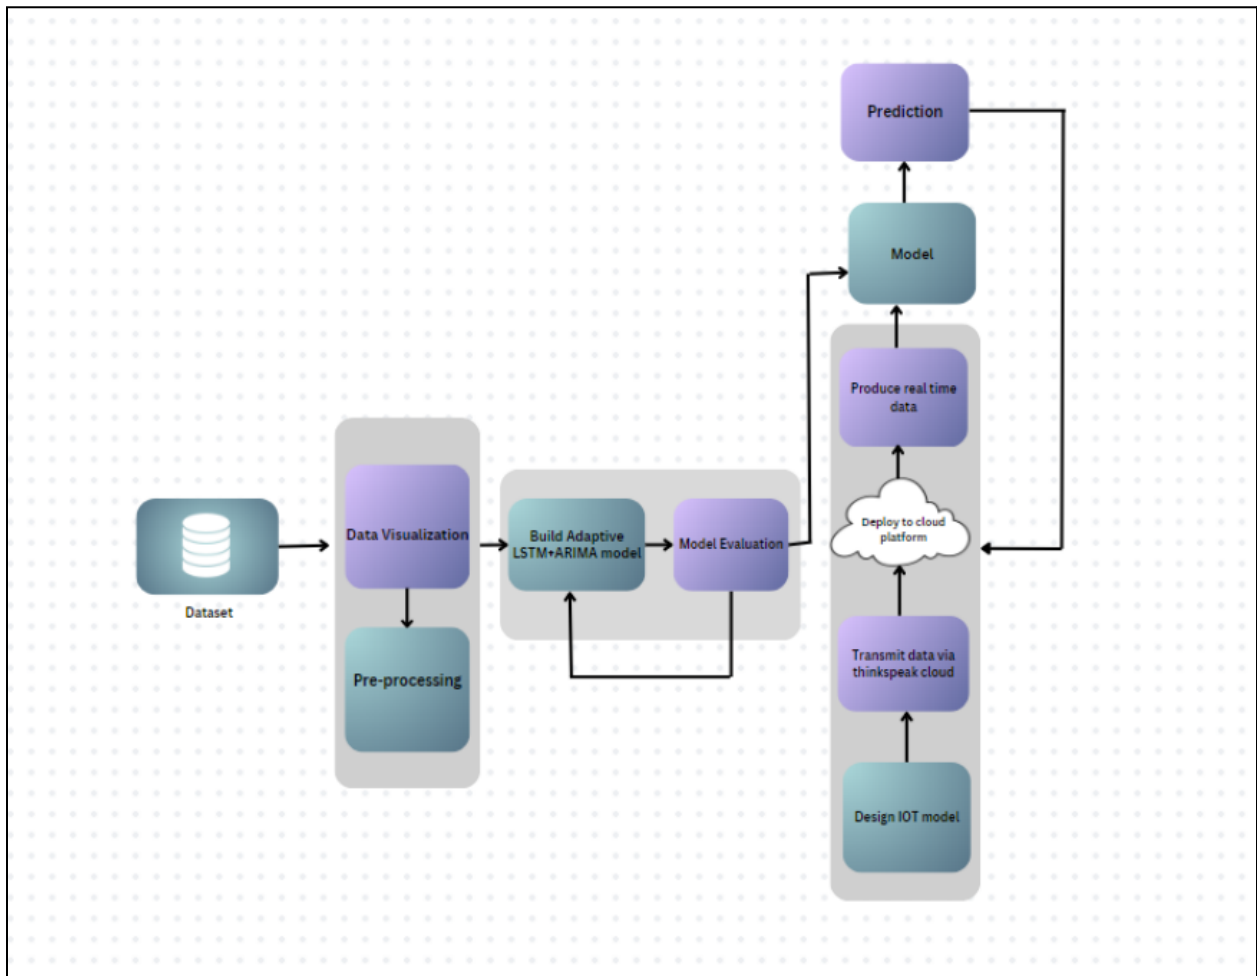 Prediction
Model
Produce real time
data
Deploy to cloud
platform
Transmit data via
thinkspeak cloud
Design IOT model
Dataset
Data Visualization
Pre-processing
Build Adaptive
LSTM+ARIMA model
Model Evaluation